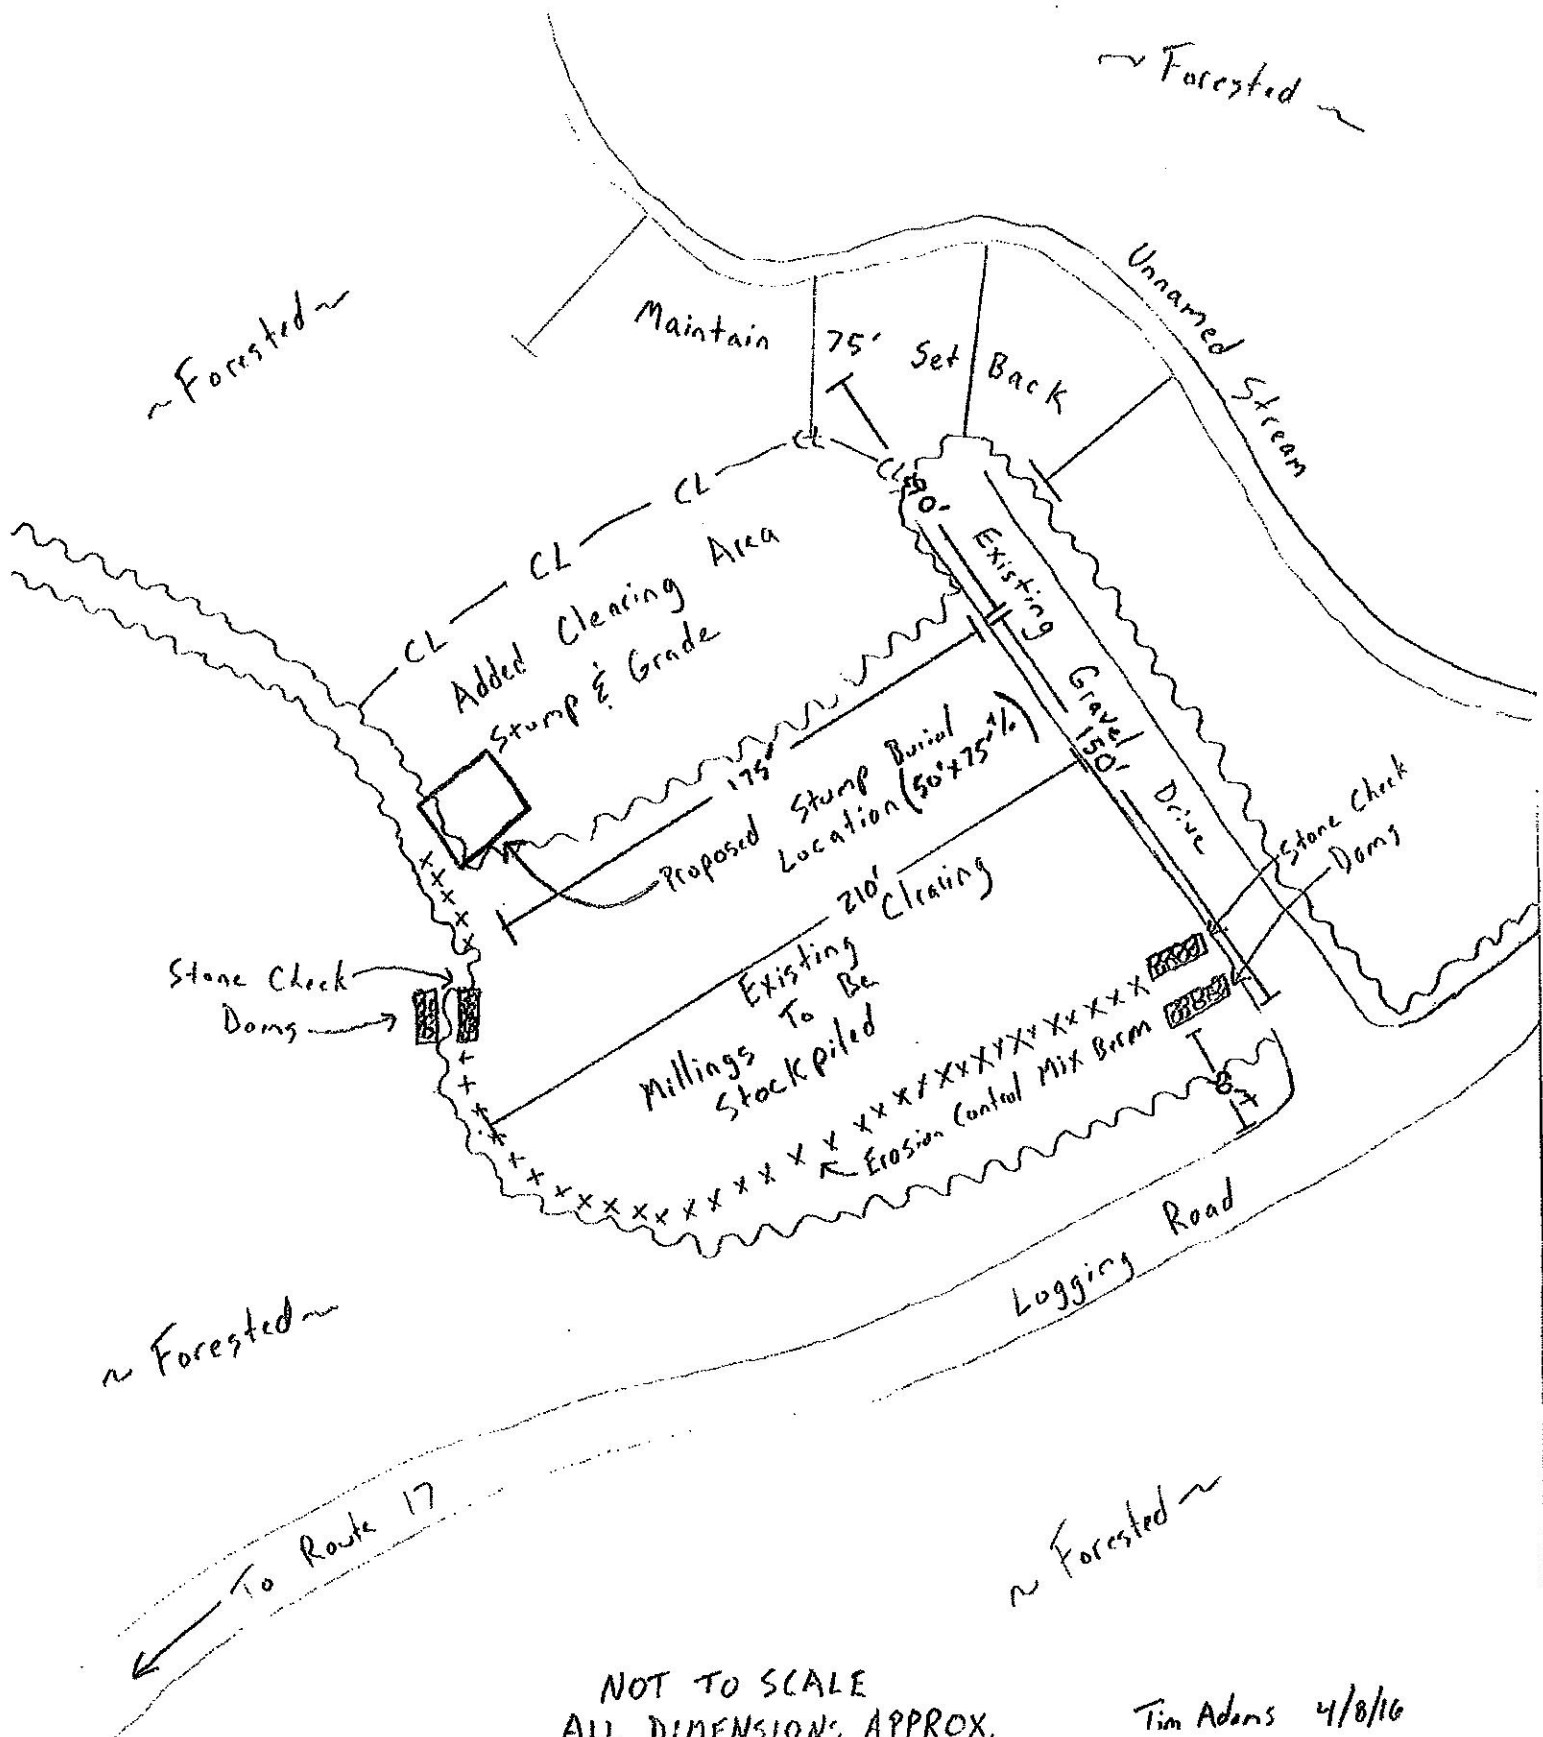 ~ Forested ~
Unnamed Stream
~ Forested ~
Maintain 75' Set Back
CL CL CL CL CL
90'
Added Clearing Area
Stump & Grade
Existing Gravel Drive
175'
150'
Proposed Stump Burial
Location (50'x75'±)
Stone Check
Dams
210'
Existing Clearing
To Be
Millings
Stockpiled
Stone Check
Dams
Erosion Control Mix Berm
Logging Road
~ Forested ~
To Route 17
~ Forested ~
NOT TO SCALE
ALL DIMENSIONS APPROX.
Tim Adams 4/8/16